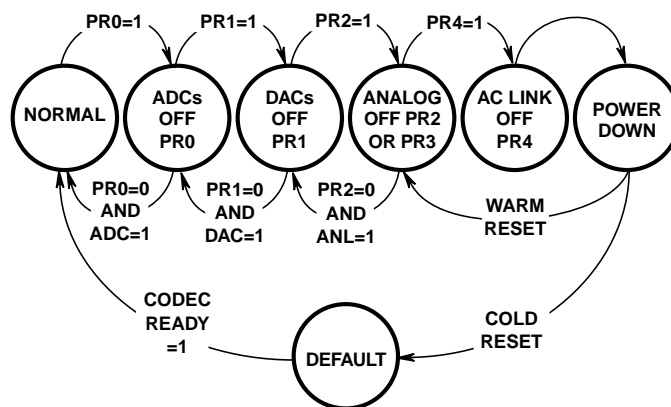 PR0=1
PR1=1
PR2=1
PR4=1
NORMAL
ADCs
OFF
PR0
DACs
OFF
PR1
ANALOG
OFF PR2
OR PR3
AC LINK
OFF
PR4
POWER
DOWN
PR0=0
AND
ADC=1
PR1=0
AND
DAC=1
PR2=0
AND
ANL=1
WARM
RESET
CODEC
READY
=1
DEFAULT
COLD
RESET